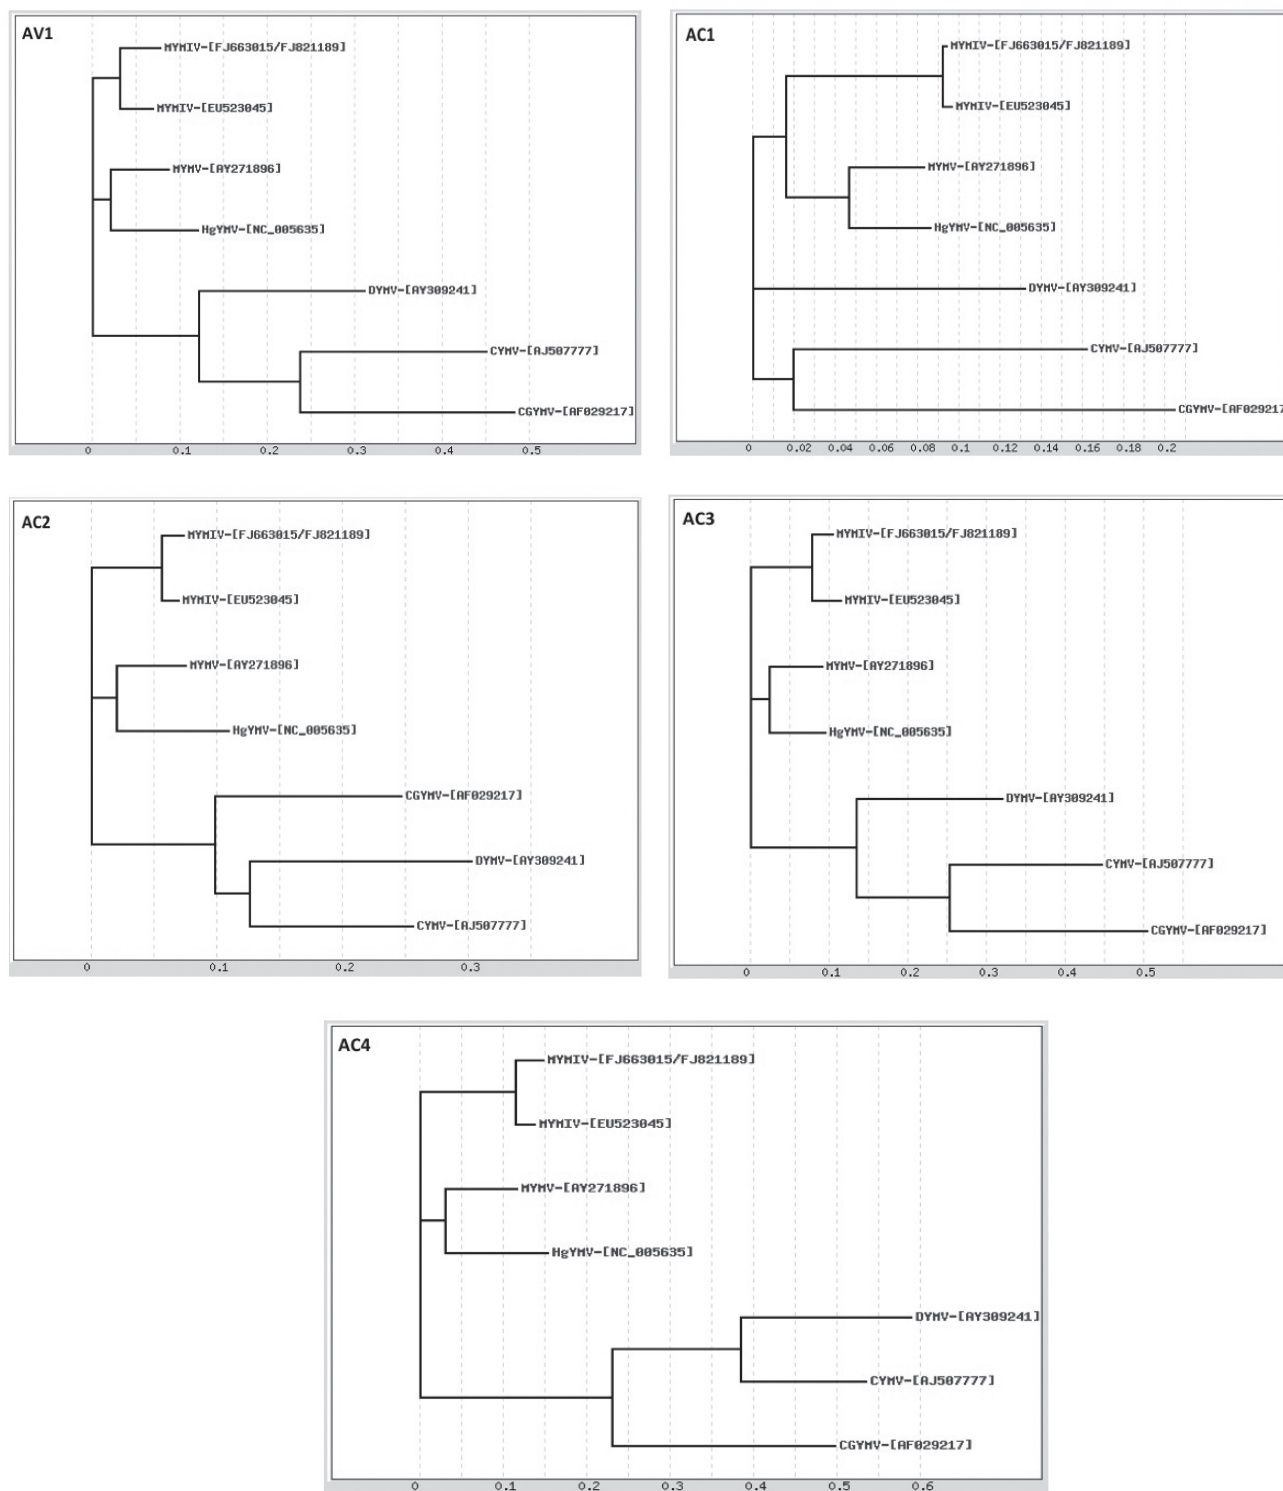 AV1
MYMIV-[FJ663015/FJ821189]
MYMIV-[EU523045]
MYMV-[AY271896]
HgYMV-[NC_005635]
DYMV-[AY309241]
CYMV-[AJ507777]
CGYMV-[AF029217]
0 0.1 0.2 0.3 0.4 0.5
AC1
MYMIV-[FJ663015/FJ821189]
MYMIV-[EU523045]
MYMV-[AY271896]
HgYMV-[NC_005635]
DYMV-[AY309241]
CYMV-[AJ507777]
CGYMV-[AF029217
0 0.02 0.04 0.06 0.08 0.1 0.12 0.14 0.16 0.18 0.2
AC2
MYMIV-[FJ663015/FJ821189]
MYMIV-[EU523045]
MYMV-[AY271896]
HgYMV-[NC_005635]
CGYMV-[AF029217]
DYMV-[AY309241]
CYMV-[AJ507777]
0 0.1 0.2 0.3
AC3
MYMIV-[FJ663015/FJ821189]
MYMIV-[EU523045]
MYMV-[AY271896]
HgYMV-[NC_005635]
DYMV-[AY309241]
CYMV-[AJ507777]
CGYMV-[AF029217]
0 0.1 0.2 0.3 0.4 0.5
AC4
MYMIV-[FJ663015/FJ821189]
MYMIV-[EU523045]
MYMV-[AY271896]
HgYMV-[NC_005635]
DYMV-[AY309241]
CYMV-[AJ507777]
CGYMV-[AF029217]
0 0.1 0.2 0.3 0.4 0.5 0.6